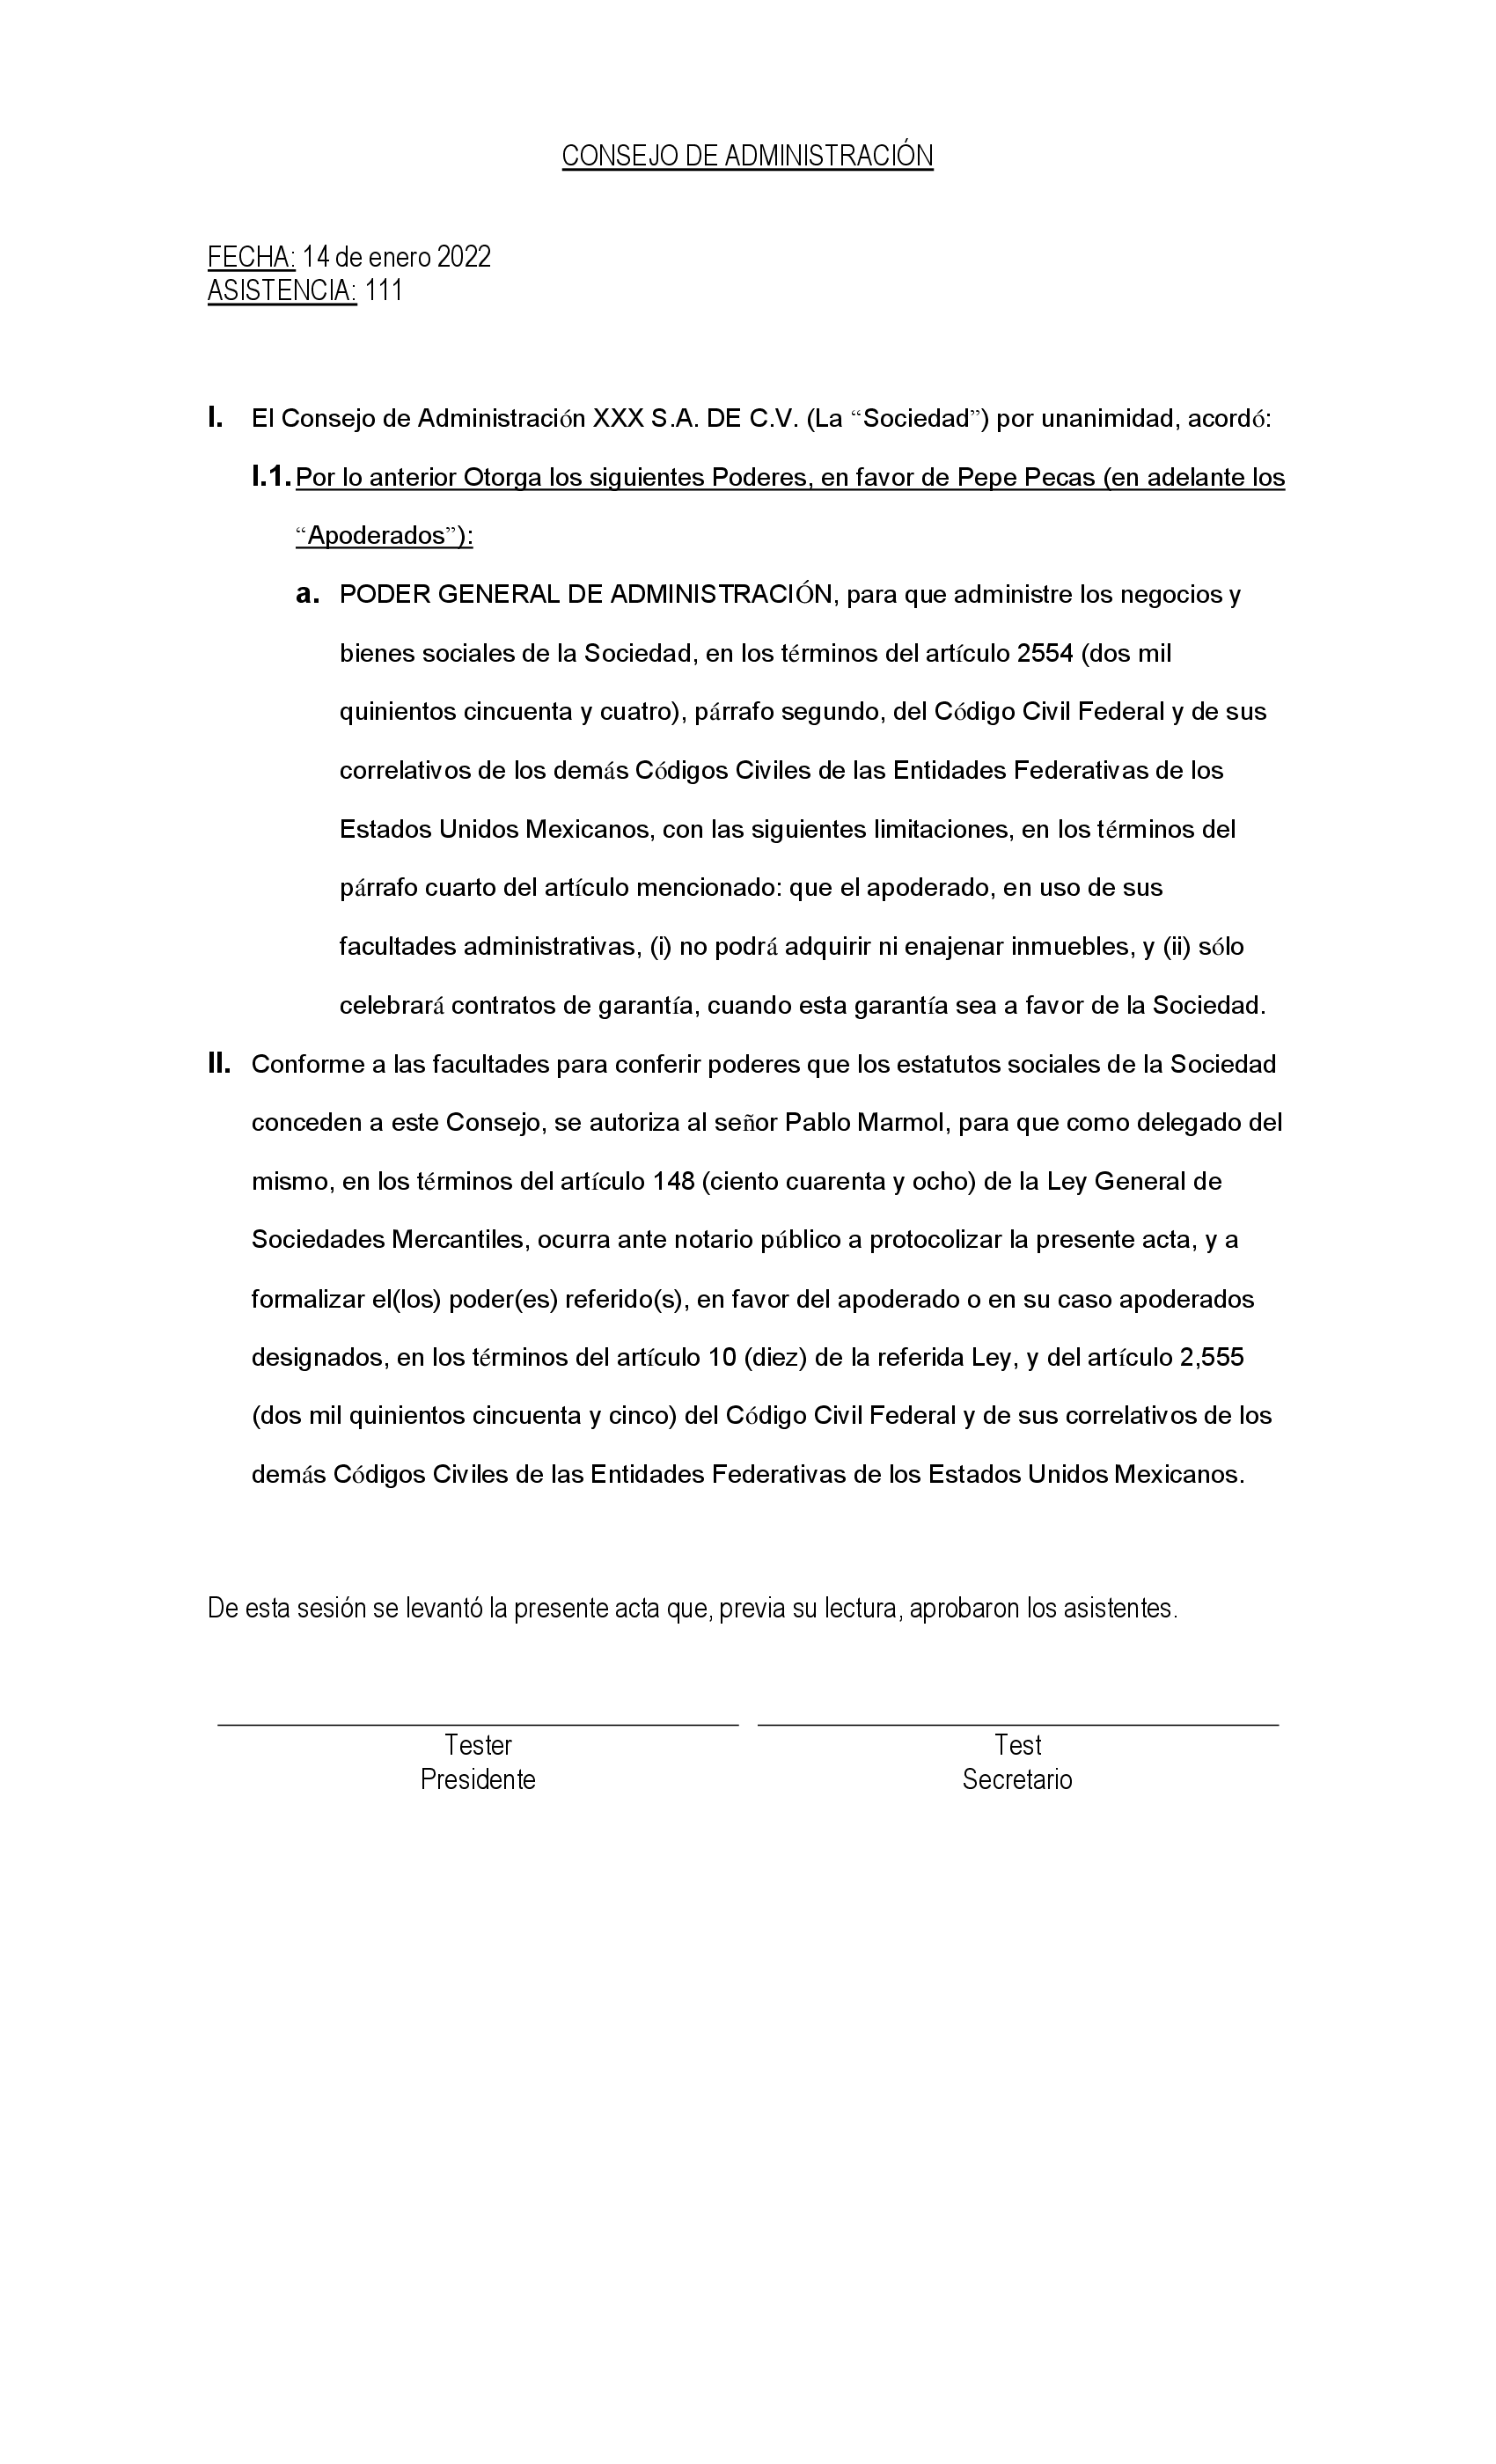 CONSEJO DE ADMINISTRACIÓN
FECHA: 14 de enero 2022
ASISTENCIA: 111
I. El Consejo de Administración XXX S.A. DE C.V. (La “Sociedad”) por unanimidad, acordó:
I.1. Por lo anterior Otorga los siguientes Poderes, en favor de Pepe Pecas (en adelante los
“Apoderados”):
a. PODER GENERAL DE ADMINISTRACIÓN, para que administre los negocios y
bienes sociales de la Sociedad, en los términos del artículo 2554 (dos mil
quinientos cincuenta y cuatro), párrafo segundo, del Código Civil Federal y de sus
correlativos de los demás Códigos Civiles de las Entidades Federativas de los
Estados Unidos Mexicanos, con las siguientes limitaciones, en los términos del
párrafo cuarto del artículo mencionado: que el apoderado, en uso de sus
facultades administrativas, (i) no podrá adquirir ni enajenar inmuebles, y (ii) sólo
celebrará contratos de garantía, cuando esta garantía sea a favor de la Sociedad.
II. Conforme a las facultades para conferir poderes que los estatutos sociales de la Sociedad
conceden a este Consejo, se autoriza al señor Pablo Marmol, para que como delegado del
mismo, en los términos del artículo 148 (ciento cuarenta y ocho) de la Ley General de
Sociedades Mercantiles, ocurra ante notario público a protocolizar la presente acta, y a
formalizar el(los) poder(es) referido(s), en favor del apoderado o en su caso apoderados
designados, en los términos del artículo 10 (diez) de la referida Ley, y del artículo 2,555
(dos mil quinientos cincuenta y cinco) del Código Civil Federal y de sus correlativos de los
demás Códigos Civiles de las Entidades Federativas de los Estados Unidos Mexicanos.
De esta sesión se levantó la presente acta que, previa su lectura, aprobaron los asistentes.
Tester Test
Presidente Secretario